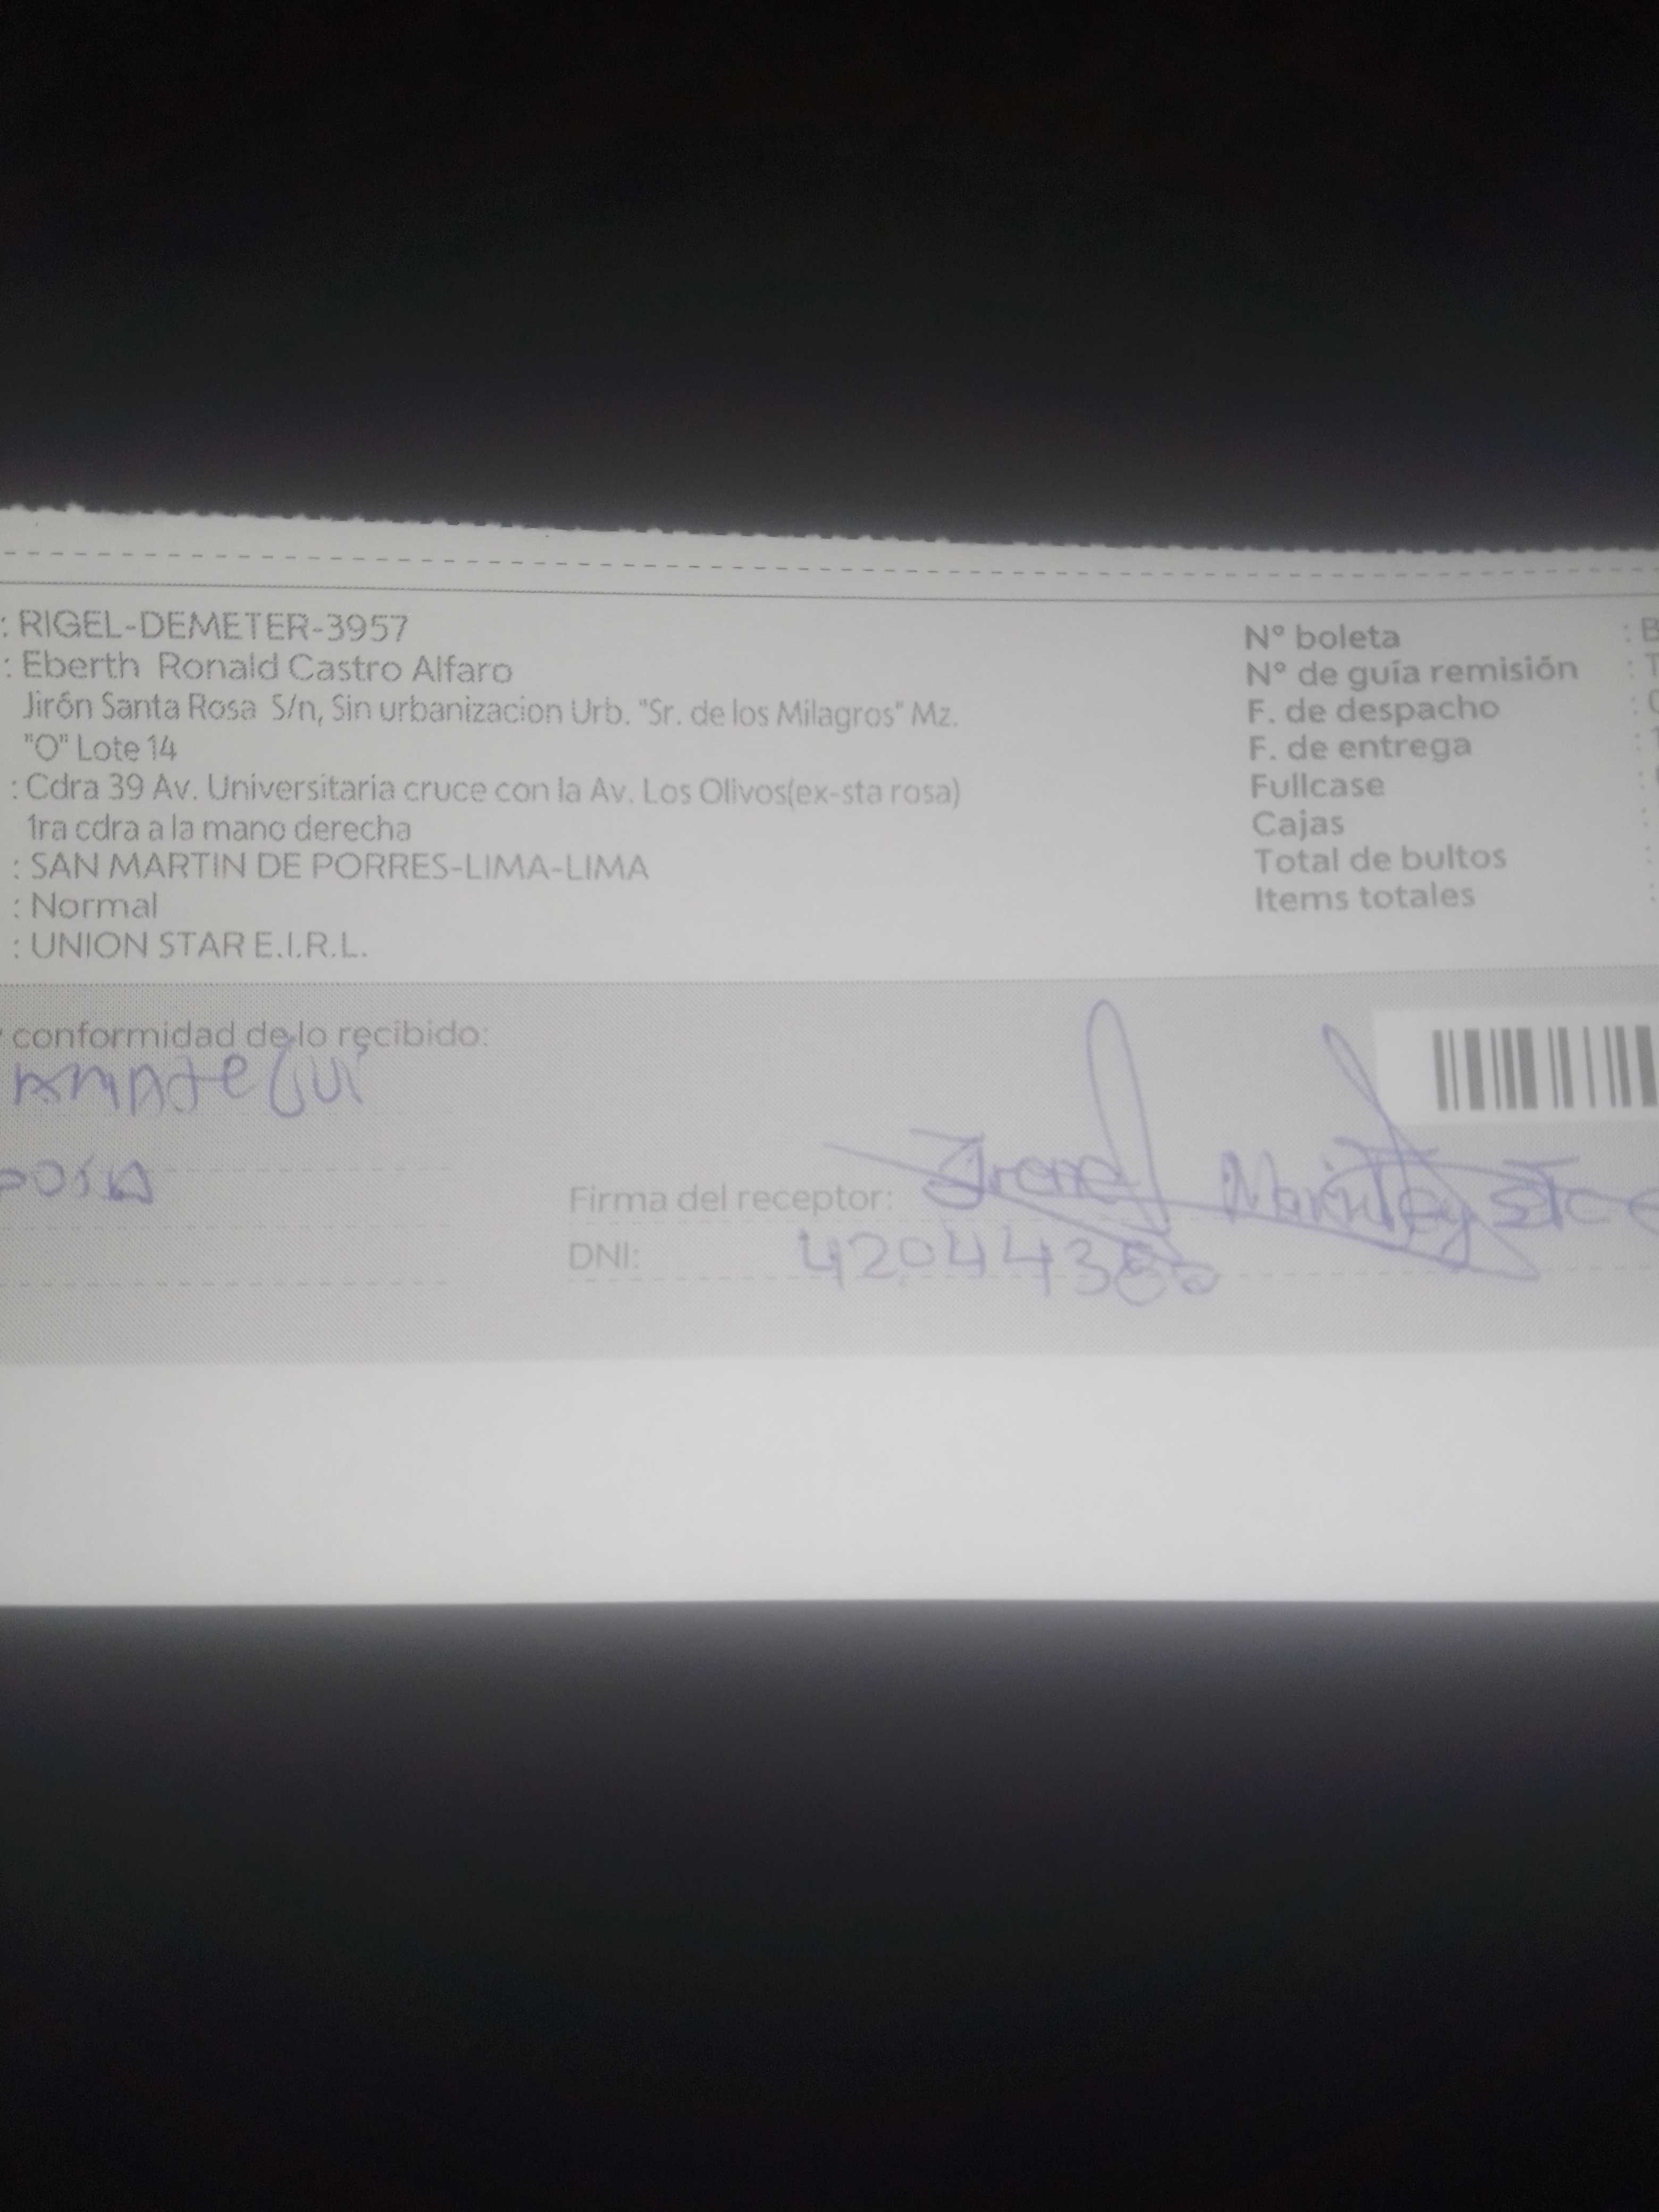 : RIGEL-DEMETER-3957
: Eberth Ronald Castro Alfaro
Jirón Santa Rosa S/n, Sin urbanizacion Urb. "Sr. de los Milagros" Mz.
"O" Lote 14
: Cdra 39 Av. Universitaria cruce con la Av. Los Olivos(ex-sta rosa)
1ra cdra a la mano derecha
: SAN MARTIN DE PORRES-LIMA-LIMA
: Normal
: UNION STAR E.I.R.L.
N° boleta : B
N° de guía remisión : T
F. de despacho :
F. de entrega :
Fullcase :
Cajas :
Total de bultos :
Items totales :
conformidad de lo recibido:
Firma del receptor: Irene
DNI: